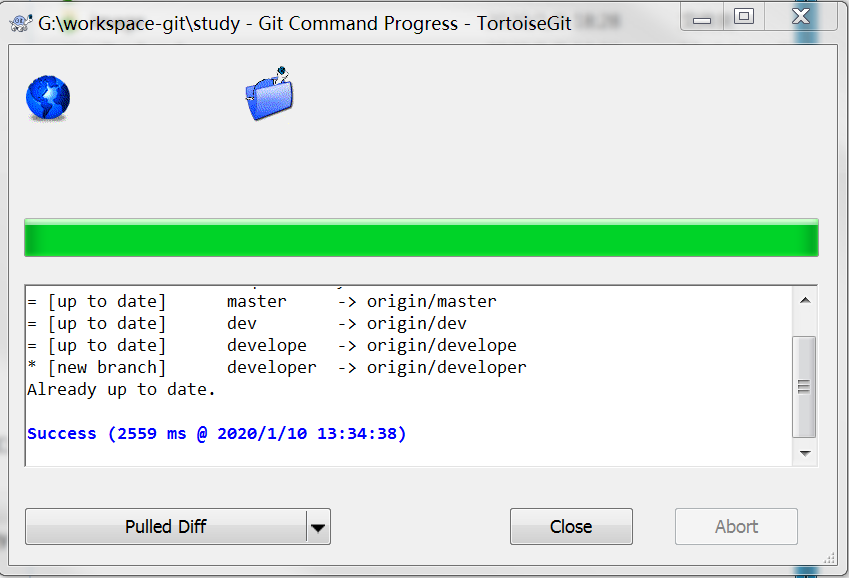 G:\workspace-git\study - Git Command Progress - TortoiseGit
= [up to date]      master     -> origin/master
= [up to date]      dev        -> origin/dev
= [up to date]      develope   -> origin/develope
* [new branch]      developer  -> origin/developer
Already up to date.
Success (2559 ms @ 2020/1/10 13:34:38)
Pulled Diff
Close
Abort